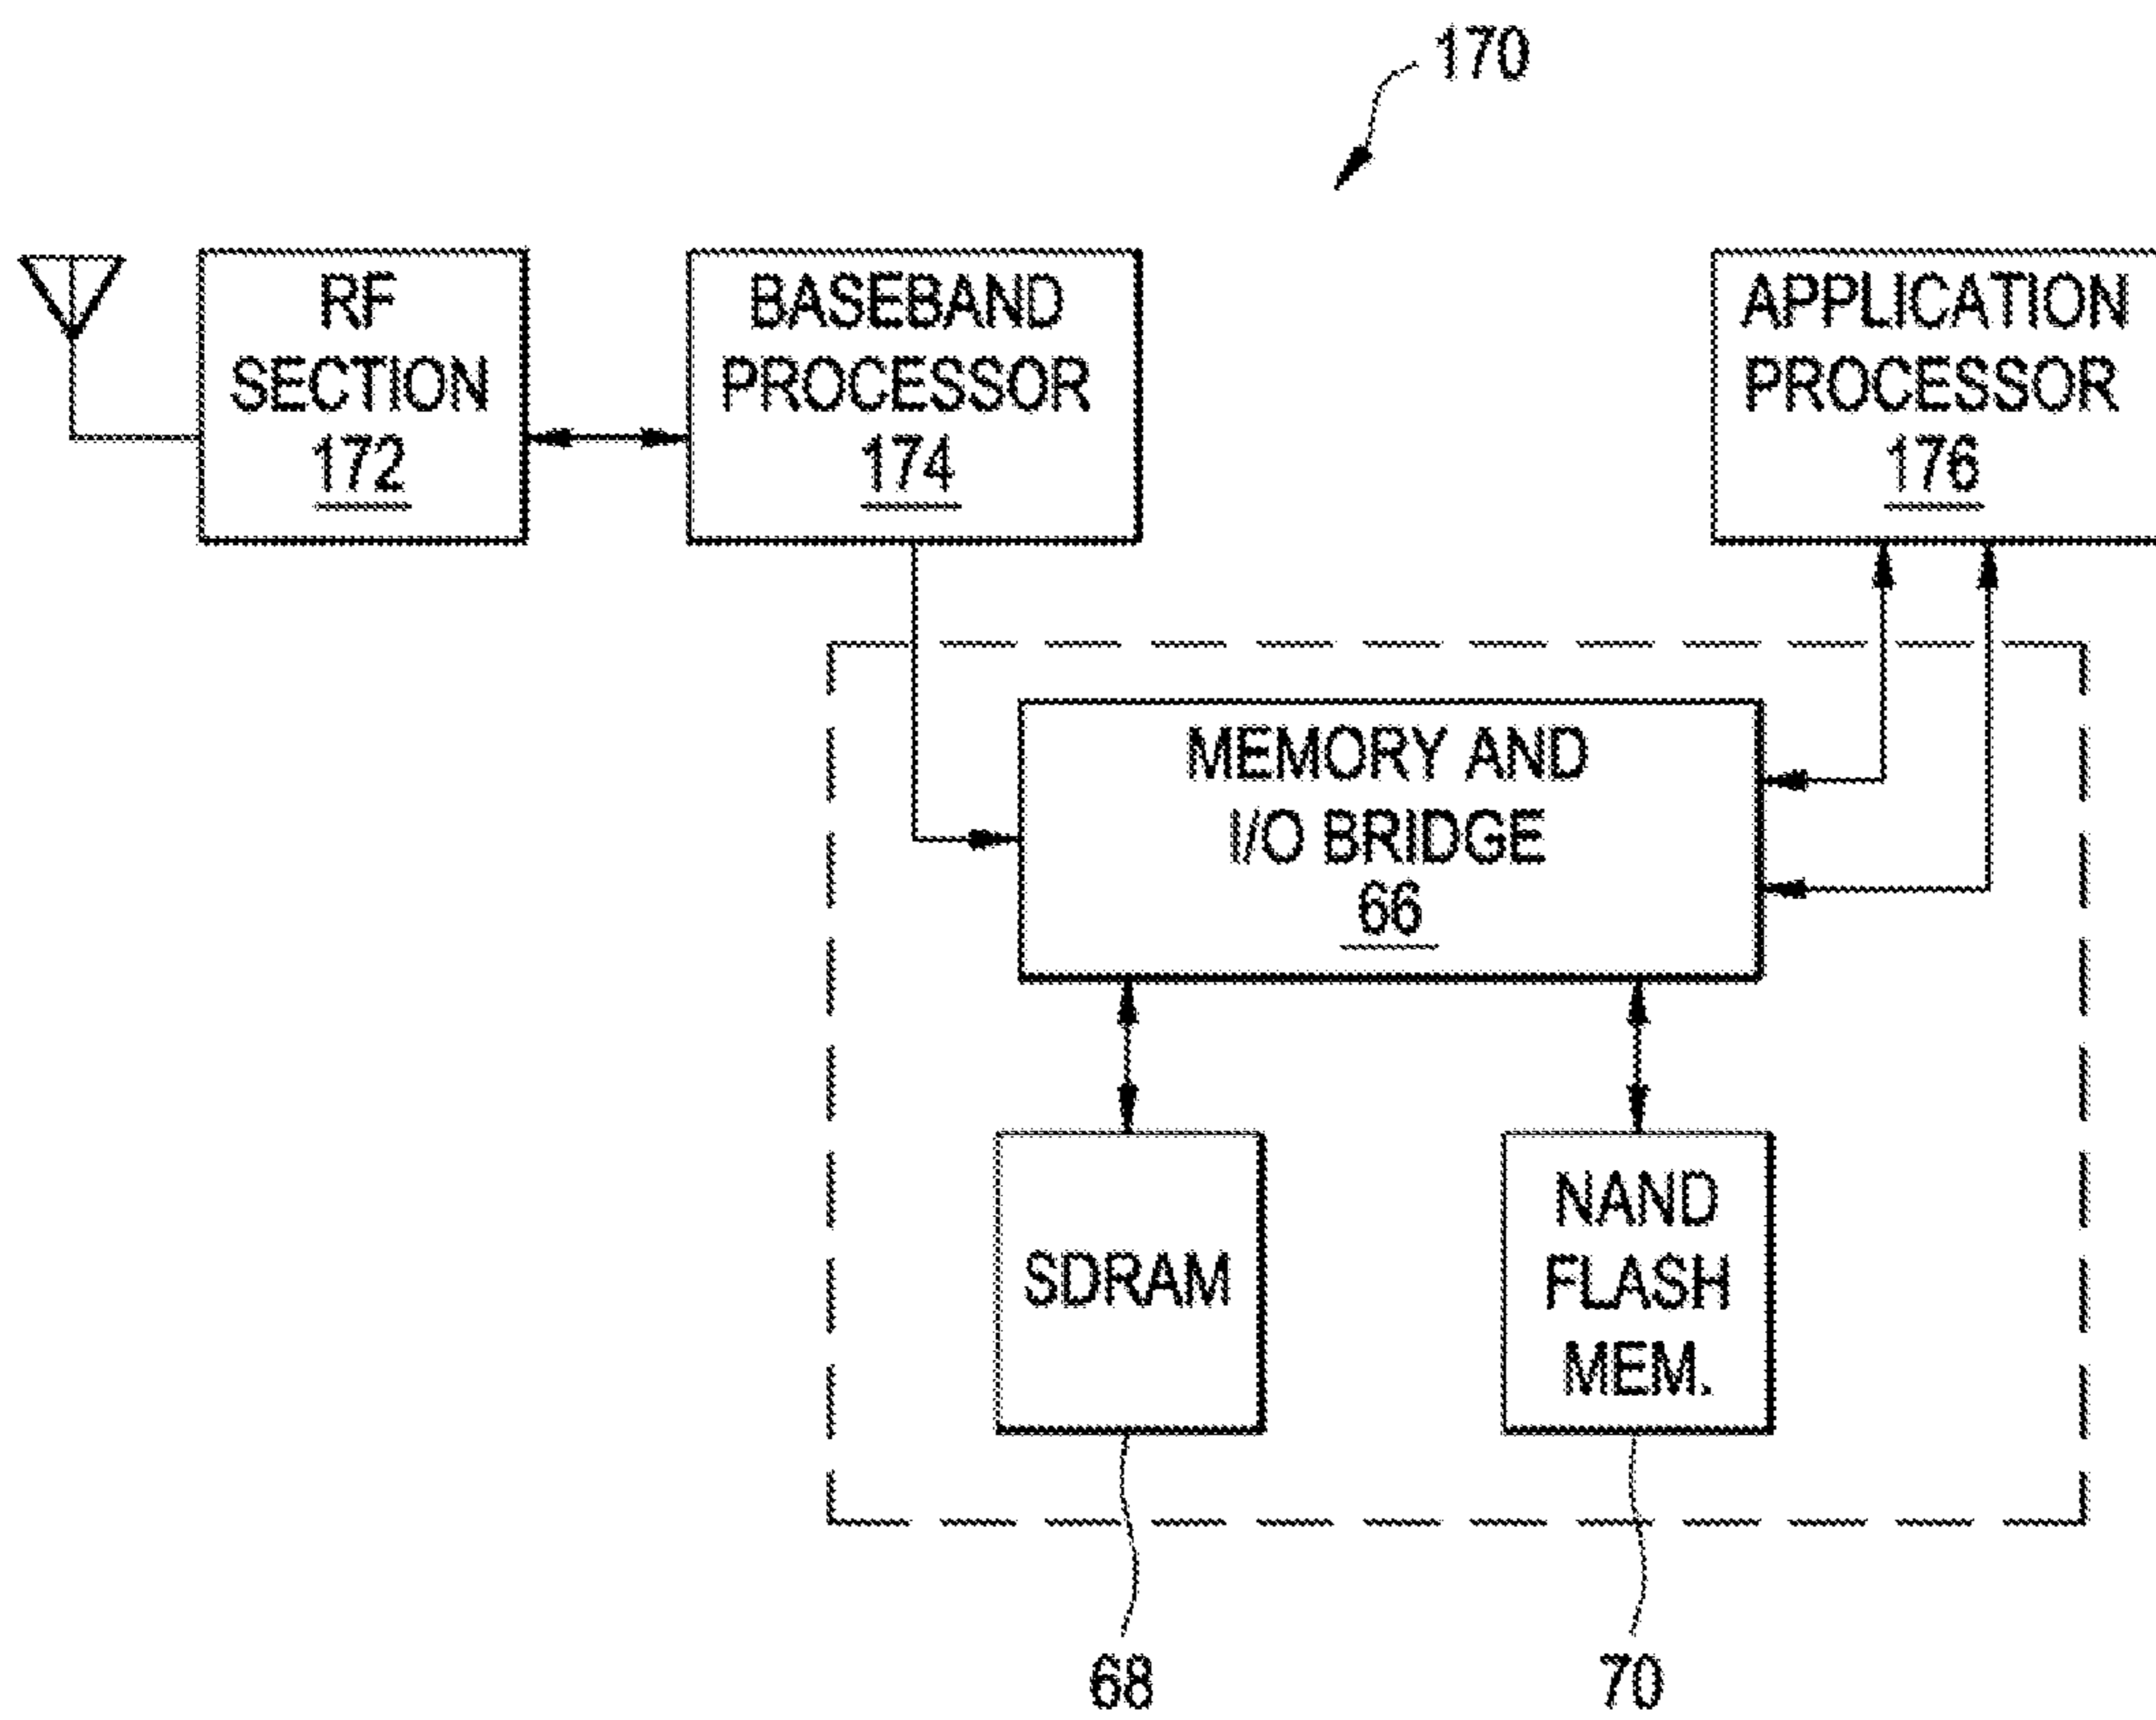 170
RF
SECTION
172
BASEBAND
PROCESSOR
174
APPLICATION
PROCESSOR
176
MEMORY AND
I/O BRIDGE
66
SDRAM
NAND
FLASH
MEM.
68
70